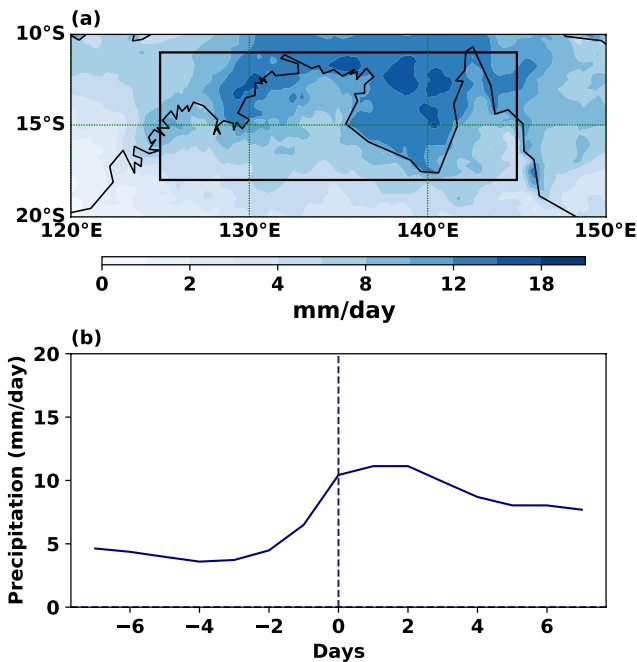 (a)
10°S
15°S
20°S
120°E 130°E 140°E 150°E
0 2 4 8 12 18
mm/day
(b)
20
15
10
5
0
Precipitation (mm/day)
−6 −4 −2 0 2 4 6
Days